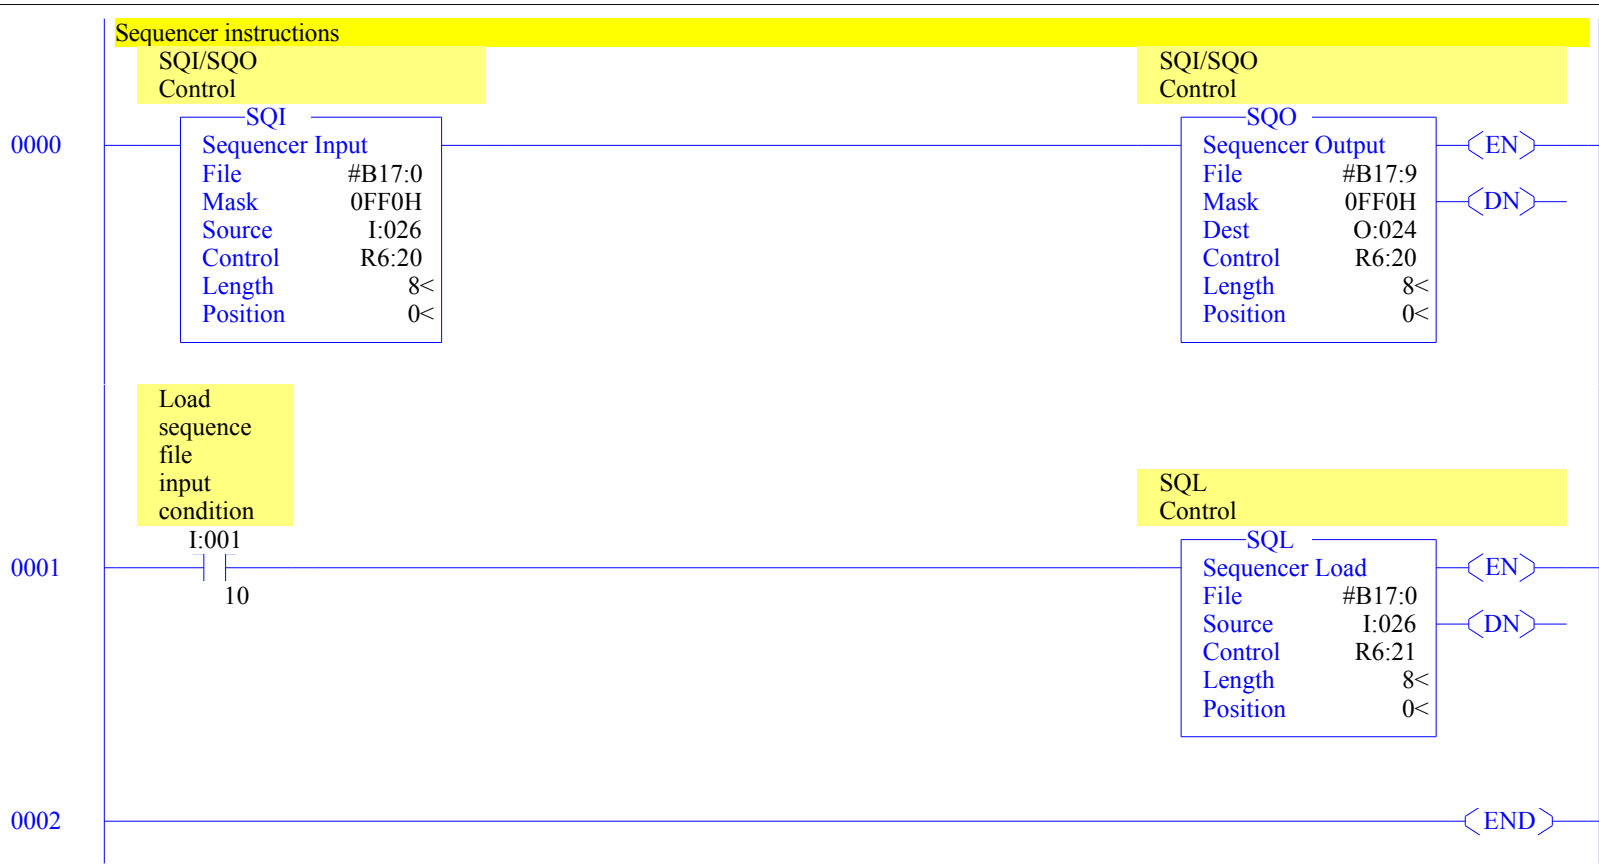 Sequencer instructions
SQI/SQO
Control
SQI/SQO
Control
SQI
SQO
0000
Sequencer Input
Sequencer Output
EN
File #B17:0
File #B17:9
Mask 0FF0H
Mask 0FF0H
DN
Source I:026
Dest O:024
Control R6:20
Control R6:20
Length 8<
Length 8<
Position 0<
Position 0<
Load
sequence
file
input
condition
SQL
Control
I:001
SQL
0001
Sequencer Load
EN
10
File #B17:0
Source I:026
DN
Control R6:21
Length 8<
Position 0<
0002
END